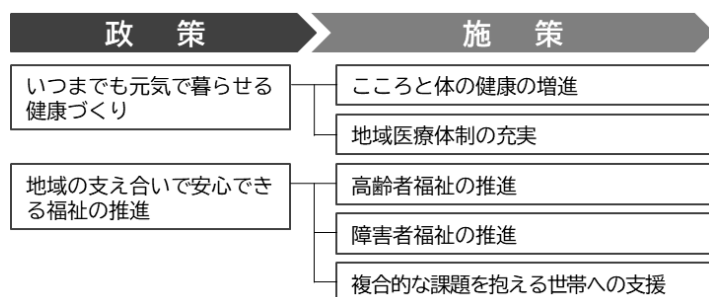 政　策
施　策
いつまでも元気で暮らせる
健康づくり
こころと体の健康の増進
地域医療体制の充実
地域の支え合いで安心でき
る福祉の推進
高齢者福祉の推進
障害者福祉の推進
複合的な課題を抱える世帯への支援